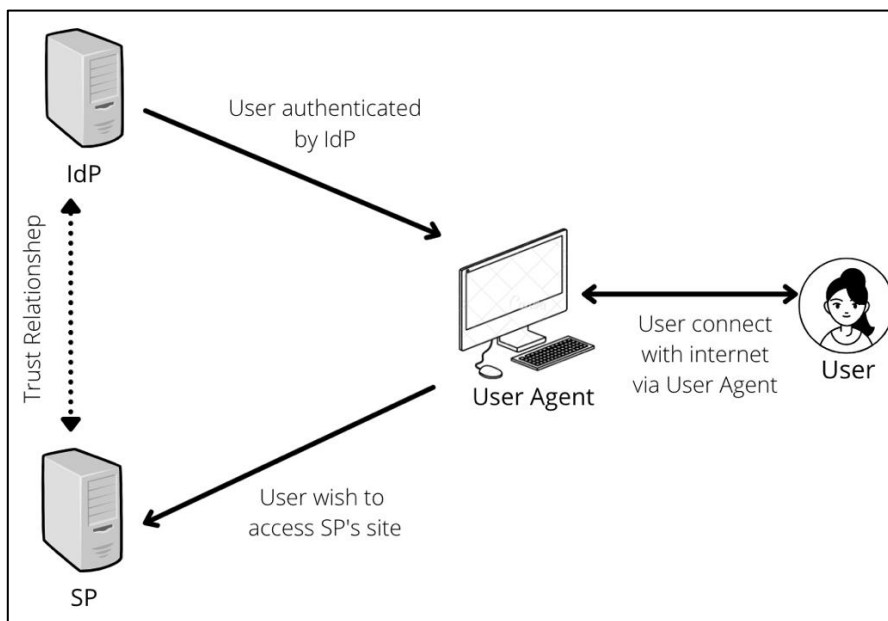 User authenticated
by IdP
IdP
Trust Relationshep
User connect
with internet
via User Agent
User Agent
User
User wish to
access SP's site
SP